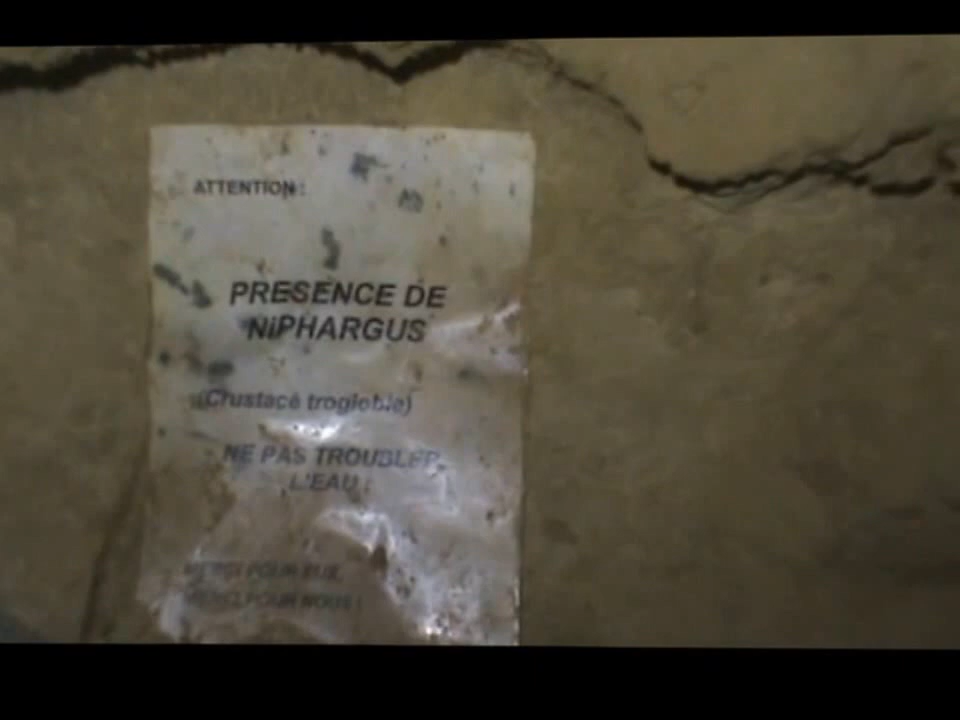 ATTENTION :
PRESENCE DE
NiPHARGUS
(Crustacé troglobie)
NE PAS TROUBLER
L'EAU !
MERCI POUR EUX,
MERCI POUR NOUS !